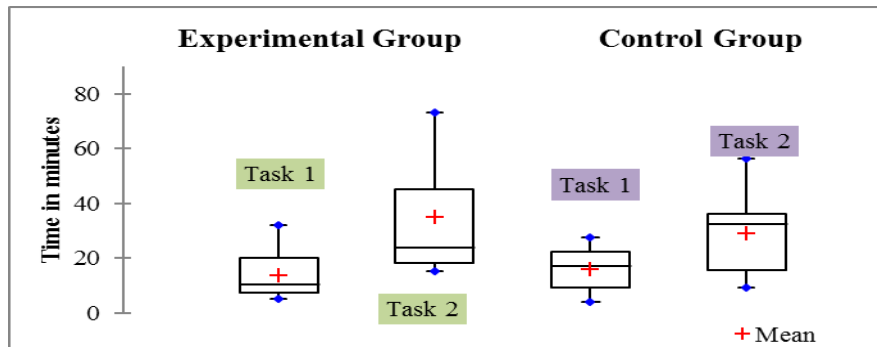 Experimental Group
Control Group
Time in minutes
80
60
40
20
0
Task 1
Task 2
Task 1
Task 2
Mean